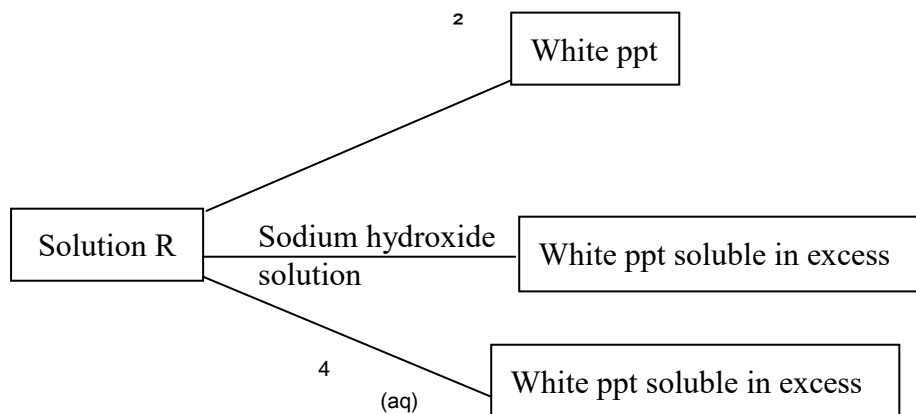 2
White ppt
Solution R
Sodium hydroxide
solution
White ppt soluble in excess
4
(aq)
White ppt soluble in excess